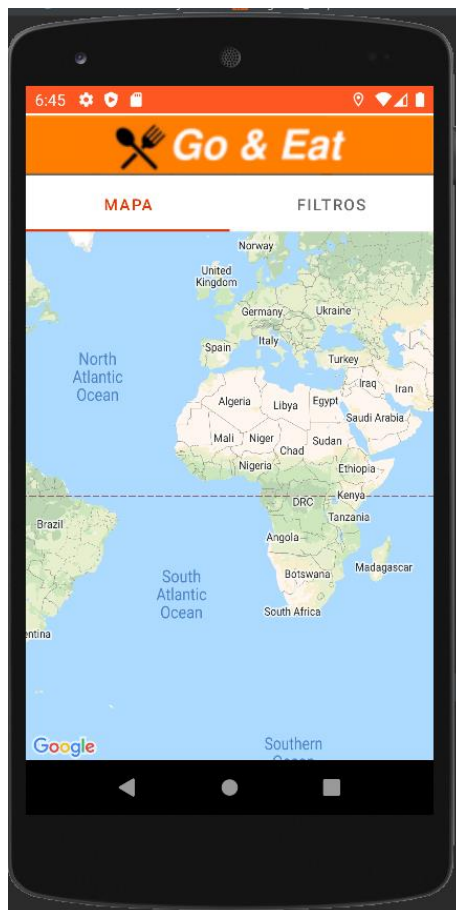 6:45
Go & Eat
MAPA
FILTROS
Norway
United
Kingdom
Germany
Ukraine
Spain
Italy
Turkey
North
Atlantic
Ocean
Iraq
Iran
Algeria
Libya
Egypt
Saudi Arabia
Mali
Niger
Chad
Sudan
Nigeria
Ethiopia
DRC
Kenya
Brazil
Tanzania
Angola
South
Atlantic
Ocean
Botswana
Madagascar
South Africa
entina
Google
Southern